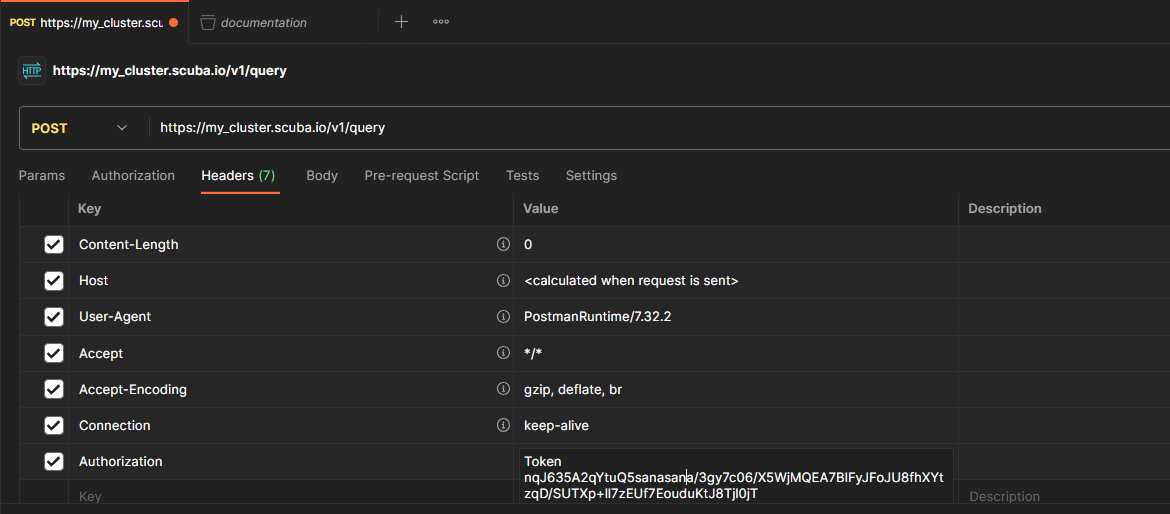 POST https://my_cluster.scu documentation
HTTP https://my_cluster.scuba.io/v1/query
POST https://my_cluster.scuba.io/v1/query
Params Authorization Headers (7) Body Pre-request Script Tests Settings
Key Value Description
Content-Length 0
Host <calculated when request is sent>
User-Agent PostmanRuntime/7.32.2
Accept */*
Accept-Encoding gzip, deflate, br
Connection keep-alive
Authorization Token
nqJ635A2qYtuQ5sanasana/3gy7c06/X5WjMQEA7BlFyJFoJU8fhXYt
zqD/SUTXp+Il7zEUf7EouduKtJ8TjI0jT
Key Description